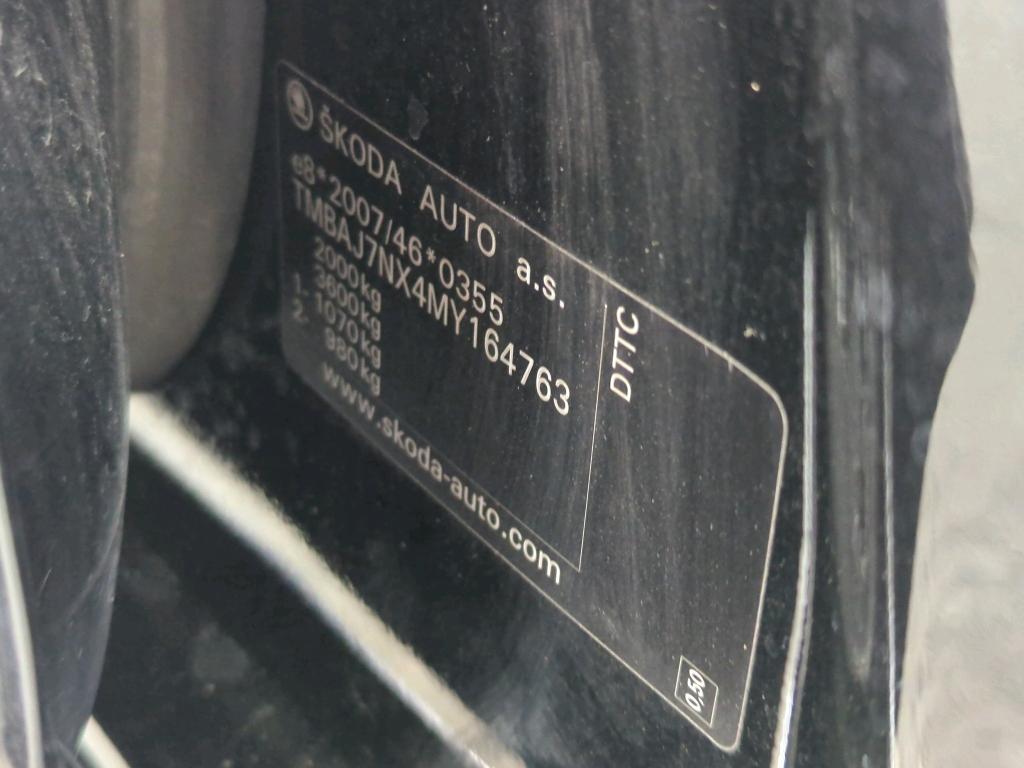 ŠKODA AUTO a.s.
e8*2007/46*0355
TMBAJ7NX4MY164763
2000kg
3600kg
1. 1070kg
2. 980kg
www.skoda-auto.com
DTTC
0,50